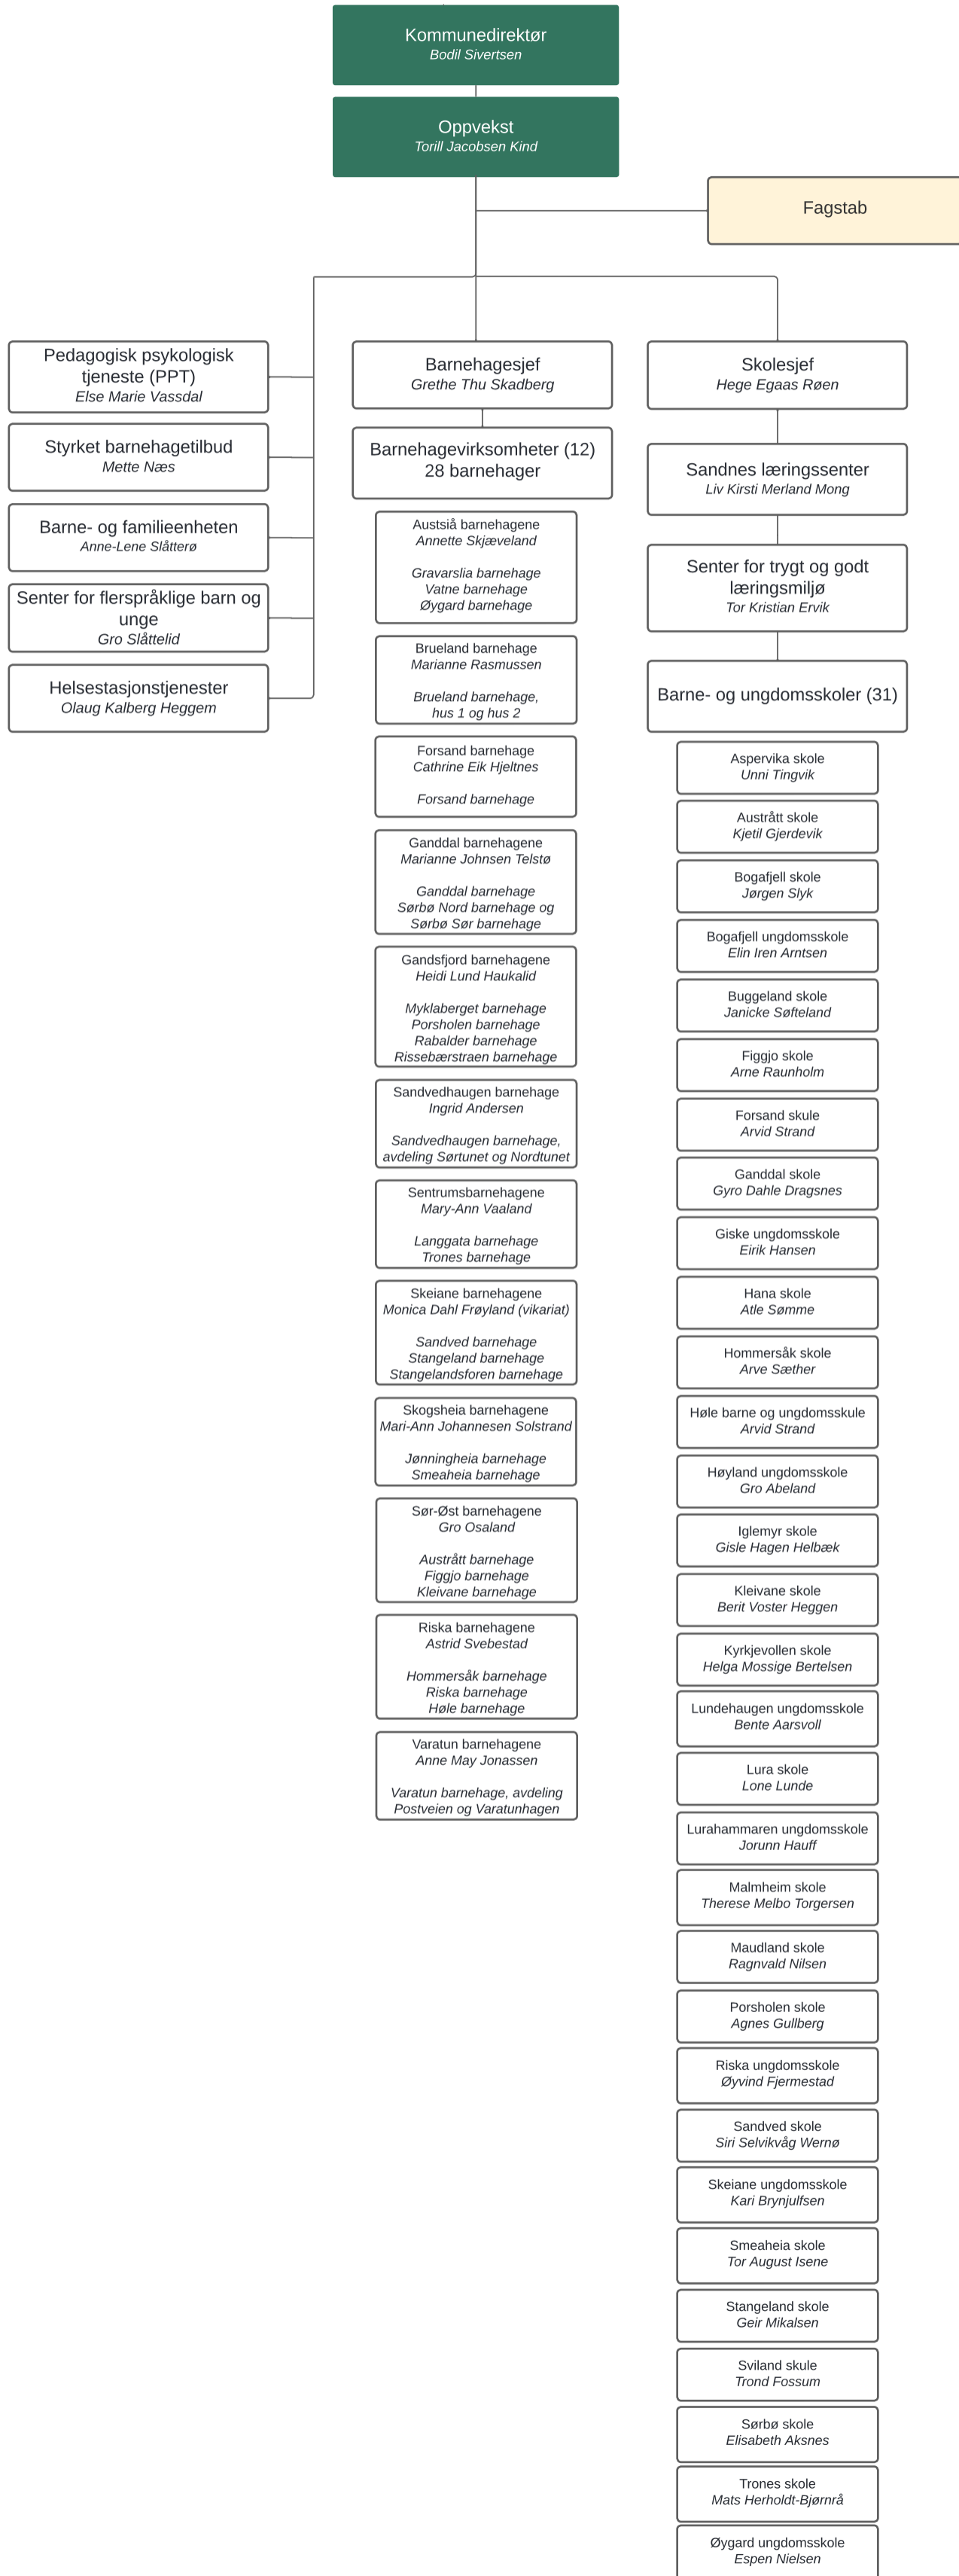 Kommunedirektør
Bodil Sivertsen
Oppvekst
Torill Jacobsen Kind
Fagstab
Pedagogisk psykologisk
tjeneste (PPT)
Else Marie Vassdal
Styrket barnehagetilbud
Mette Næs
Barne- og familieenheten
Anne-Lene Slåtterø
Senter for flerspråklige barn og
unge
Gro Slåttelid
Helsestasjonstjenester
Olaug Kalberg Heggem
Barnehagesjef
Grethe Thu Skadberg
Barnehagevirksomheter (12)
28 barnehager
Austsiå barnehagene
Annette Skjæveland
Gravarslia barnehage
Vatne barnehage
Øygard barnehage
Brueland barnehage
Marianne Rasmussen
Brueland barnehage,
hus 1 og hus 2
Forsand barnehage
Cathrine Eik Hjeltnes
Forsand barnehage
Ganddal barnehagene
Marianne Johnsen Telstø
Ganddal barnehage
Sørbø Nord barnehage og
Sørbø Sør barnehage
Gandsfjord barnehagene
Heidi Lund Haukalid
Myklaberget barnehage
Porsholen barnehage
Rabalder barnehage
Rissebærstraen barnehage
Sandvedhaugen barnehage
Ingrid Andersen
Sandvedhaugen barnehage,
avdeling Sørtunet og Nordtunet
Sentrumsbarnehagene
Mary-Ann Vaaland
Langgata barnehage
Trones barnehage
Skeiane barnehagene
Monica Dahl Frøyland (vikariat)
Sandved barnehage
Stangeland barnehage
Stangelandsforen barnehage
Skogsheia barnehagene
Mari-Ann Johannesen Solstrand
Jønningheia barnehage
Smeaheia barnehage
Sør-Øst barnehagene
Gro Osaland
Austrått barnehage
Figgjo barnehage
Kleivane barnehage
Riska barnehagene
Astrid Svebestad
Hommersåk barnehage
Riska barnehage
Høle barnehage
Varatun barnehagene
Anne May Jonassen
Varatun barnehage, avdeling
Postveien og Varatunhagen
Skolesjef
Hege Egaas Røen
Sandnes læringssenter
Liv Kirsti Merland Mong
Senter for trygt og godt
læringsmiljø
Tor Kristian Ervik
Barne- og ungdomsskoler (31)
Aspervika skole
Unni Tingvik
Austrått skole
Kjetil Gjerdevik
Bogafjell skole
Jørgen Slyk
Bogafjell ungdomsskole
Elin Iren Arntsen
Buggeland skole
Janicke Søfteland
Figgjo skole
Arne Raunholm
Forsand skule
Arvid Strand
Ganddal skole
Gyro Dahle Dragsnes
Giske ungdomsskole
Eirik Hansen
Hana skole
Atle Sømme
Hommersåk skole
Arve Sæther
Høle barne og ungdomsskule
Arvid Strand
Høyland ungdomsskole
Gro Abeland
Iglemyr skole
Gisle Hagen Helbæk
Kleivane skole
Berit Voster Heggen
Kyrkjevollen skole
Helga Mossige Bertelsen
Lundehaugen ungdomsskole
Bente Aarsvoll
Lura skole
Lone Lunde
Lurahammaren ungdomsskole
Jorunn Hauff
Malmheim skole
Therese Melbo Torgersen
Maudland skole
Ragnvald Nilsen
Porsholen skole
Agnes Gullberg
Riska ungdomsskole
Øyvind Fjermestad
Sandved skole
Siri Selvikvåg Wernø
Skeiane ungdomsskole
Kari Brynjulfsen
Smeaheia skole
Tor August Isene
Stangeland skole
Geir Mikalsen
Sviland skule
Trond Fossum
Sørbø skole
Elisabeth Aksnes
Trones skole
Mats Herholdt-Bjørnrå
Øygard ungdomsskole
Espen Nielsen